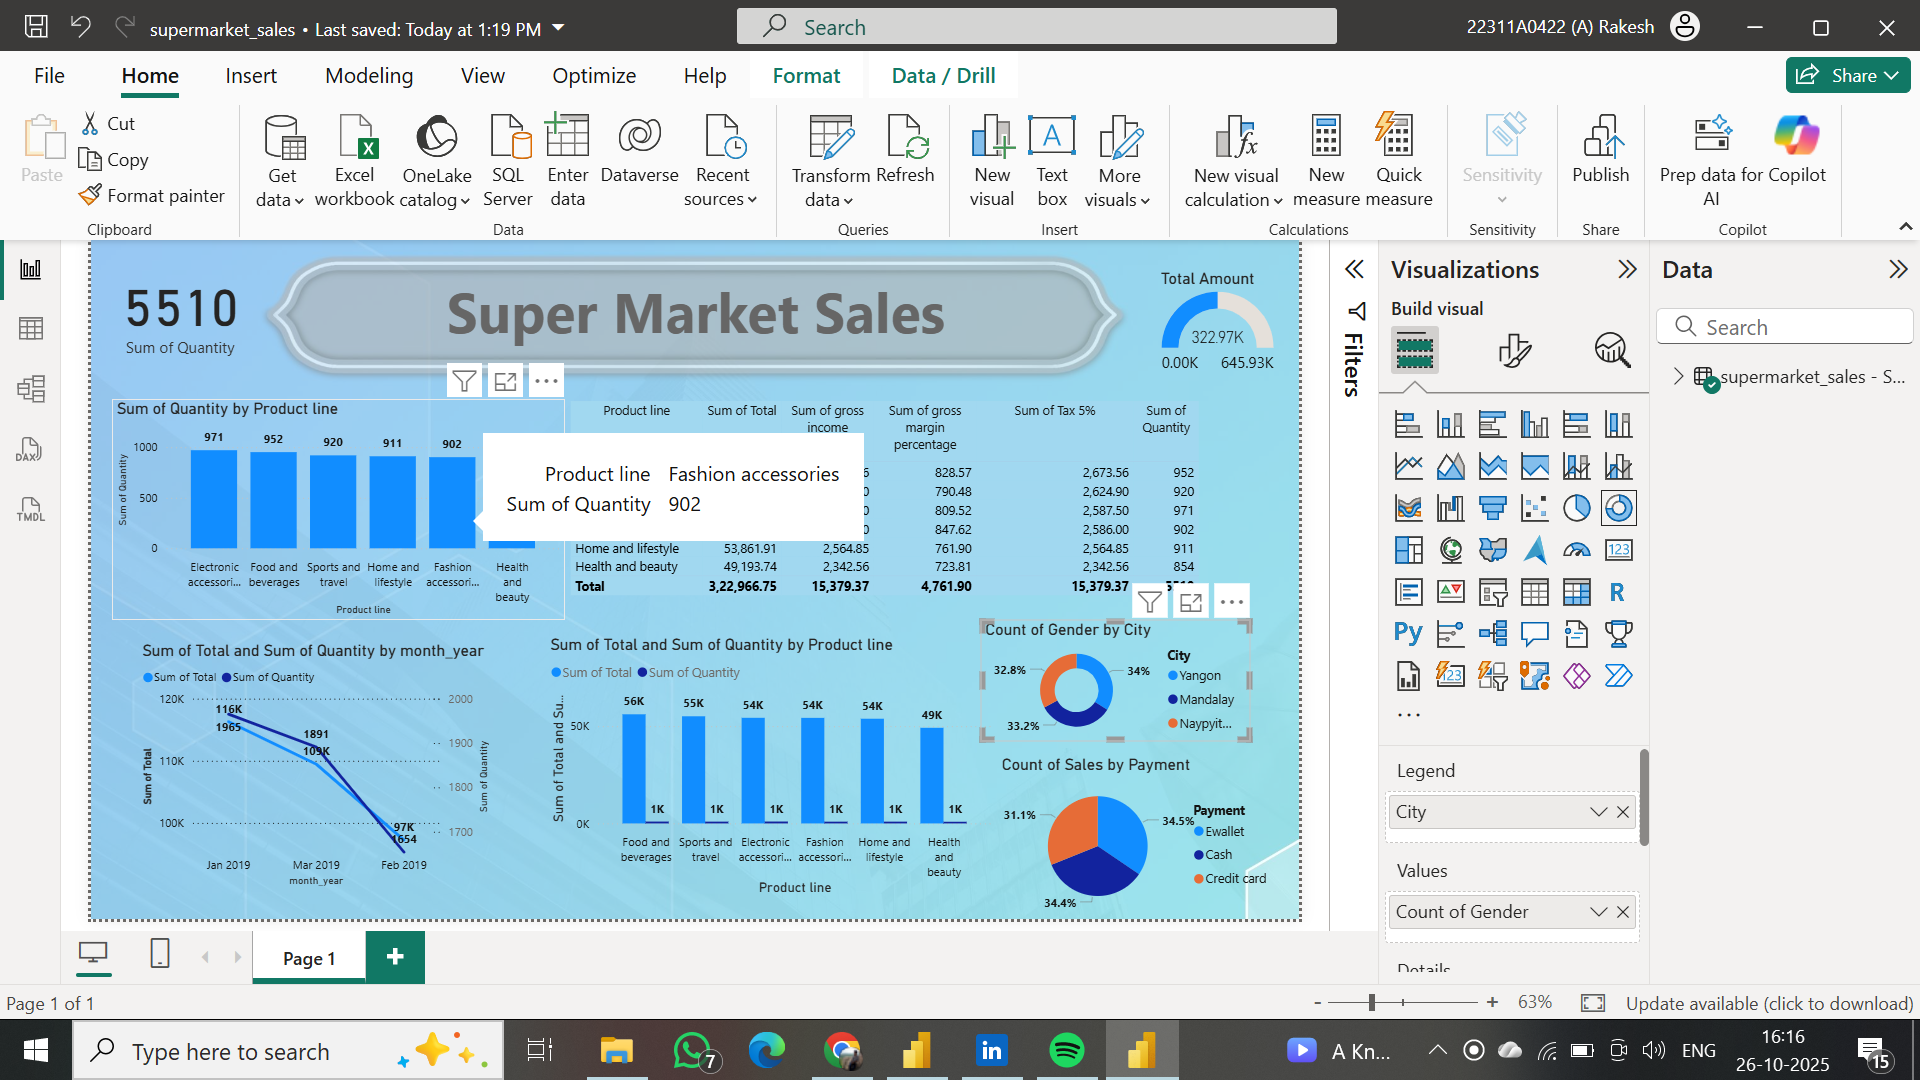 supermarket_sales • Last saved: Today at 1:19 PM
Search
22311A0422 (A) Rakesh
File
Home
Insert
Modeling
View
Optimize
Help
Format
Data / Drill
Share
Paste
Cut
Copy
Format painter
Clipboard
Get data
Excel workbook
OneLake catalog
SQL Server
Enter data
Dataverse
Recent sources
Data
Transform data
Refresh
Queries
New visual
Text box
More visuals
Insert
New visual calculation
New measure
Quick measure
Calculations
Sensitivity
Sensitivity
Publish
Share
Prep data for AI
Copilot
Copilot
DAX
TMDL
5510
Sum of Quantity
Super Market Sales
Total Amount
322.97K
0.00K 645.93K
Sum of Quantity by Product line
Sum of Quantity
1000
500
0
971 952 920 911 902
Electronic accessori...
Food and beverages
Sports and travel
Home and lifestyle
Fashion accessori...
Health and beauty
Product line
Product line Fashion accessories
Sum of Quantity 902
Product line Sum of Total Sum of gross income Sum of gross margin percentage Sum of Tax 5% Sum of Quantity
6 828.57 2,673.56 952
0 790.48 2,624.90 920
0 809.52 2,587.50 971
0 847.62 2,586.00 902
Home and lifestyle 53,861.91 2,564.85 761.90 2,564.85 911
Health and beauty 49,193.74 2,342.56 723.81 2,342.56 854
Total 3,22,966.75 15,379.37 4,761.90 15,379.37
Sum of Total and Sum of Quantity by month_year
Sum of Total Sum of Quantity
Sum of Total
120K
110K
100K
116K
1965
1891
109K
97K
1654
2000
1900
1800
1700
Sum of Quantity
Jan 2019 Mar 2019 Feb 2019
month_year
Sum of Total and Sum of Quantity by Product line
Sum of Total Sum of Quantity
Sum of Total and Su...
50K
0K
56K 55K 54K 54K 54K 49K
1K 1K 1K 1K 1K 1K
Food and beverages
Sports and travel
Electronic accessori...
Fashion accessori...
Home and lifestyle
Health and beauty
Product line
Count of Gender by City
32.8%
34%
33.2%
City
Yangon
Mandalay
Naypyit...
Count of Sales by Payment
31.1%
34.5%
34.4%
Payment
Ewallet
Cash
Credit card
Filters
Visualizations
Build visual
123
R
Py
123
...
Legend
City
Values
Count of Gender
Details
Data
Search
supermarket_sales - S...
Page 1
Page 1 of 1
- + 63%
Update available (click to download)
Type here to search
7
in
A Kn...
ENG
16:16
26-10-2025
15